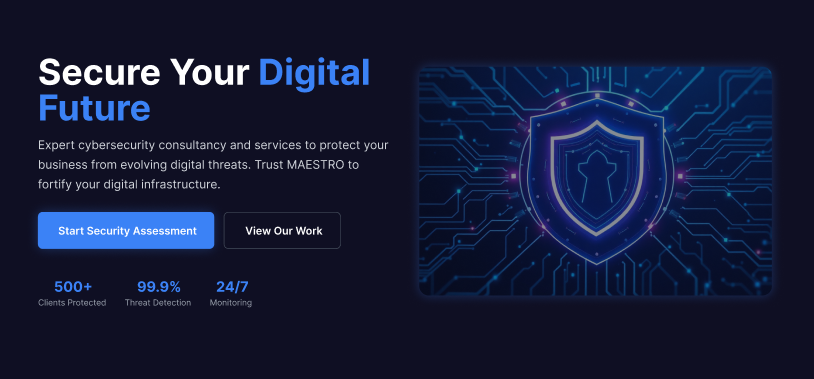 Secure Your Digital
Future
Expert cybersecurity consultancy and services to protect your
business from evolving digital threats. Trust MAESTRO to
fortify your digital infrastructure.
Start Security Assessment
View Our Work
500+
99.9%
24/7
Clients Protected
Threat Detection
Monitoring